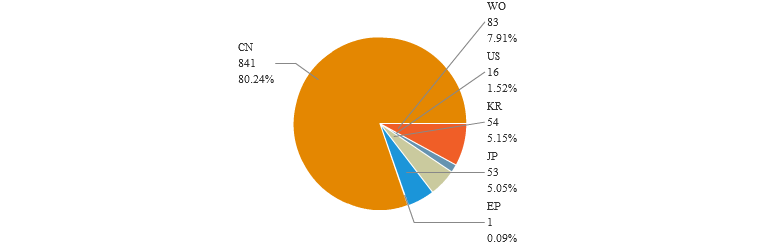 CN
841
80.24%
WO
83
7.91%
US
16
1.52%
KR
54
5.15%
JP
53
5.05%
EP
1
0.09%